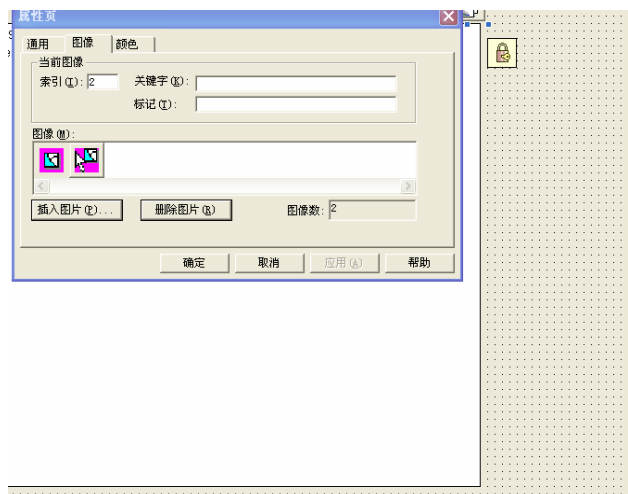 属性页
通用 图像 颜色
当前图像
索引(I): 2 关键字(K):
标记(T):
图像(M):
插入图片(P)... 删除图片(R) 图像数: 2
确定 取消 应用(A) 帮助